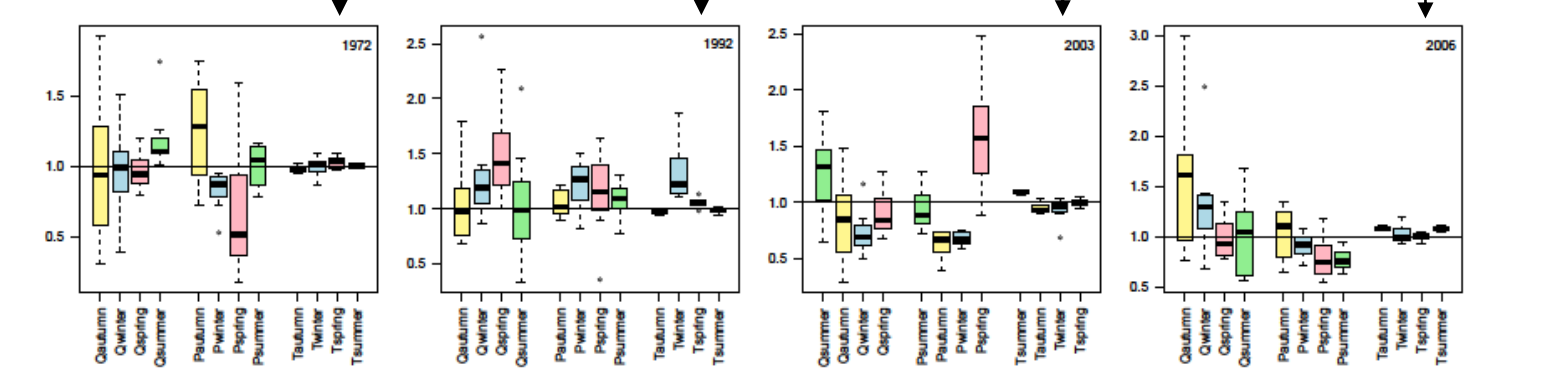 1972
1.5
1.0
0.5
Qautumn
Qwinter
Qspring
Qsummer
Pautumn
Pwinter
Pspring
Psummer
Tautumn
Twinter
Tspring
Tsummer
1992
2.5
2.0
1.5
1.0
0.5
Qautumn
Qwinter
Qspring
Qsummer
Pautumn
Pwinter
Pspring
Psummer
Tautumn
Twinter
Tspring
Tsummer
2003
2.5
2.0
1.5
1.0
0.5
Qsummer
Qautumn
Qwinter
Qspring
Psummer
Pautumn
Pwinter
Pspring
Tsummer
Tautumn
Twinter
Tspring
2006
3.0
2.5
2.0
1.5
1.0
0.5
Qautumn
Qwinter
Qspring
Qsummer
Pautumn
Pwinter
Pspring
Psummer
Tautumn
Twinter
Tspring
Tsummer